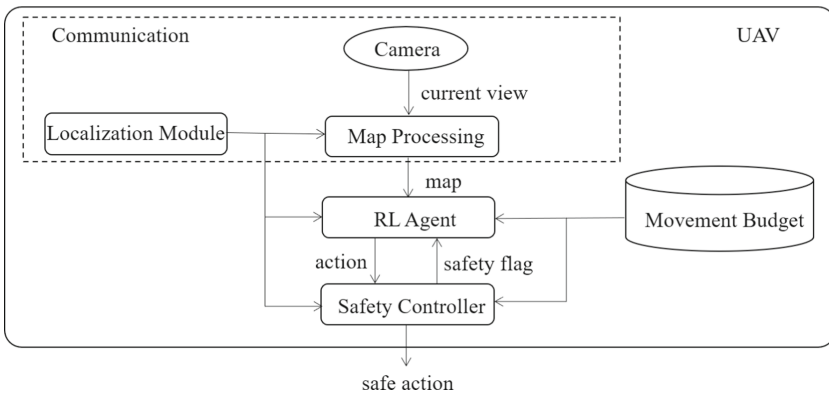 Communication
UAV
Camera
current view
Localization Module
Map Processing
map
RL Agent
Movement Budget
action
safety flag
Safety Controller
safe action